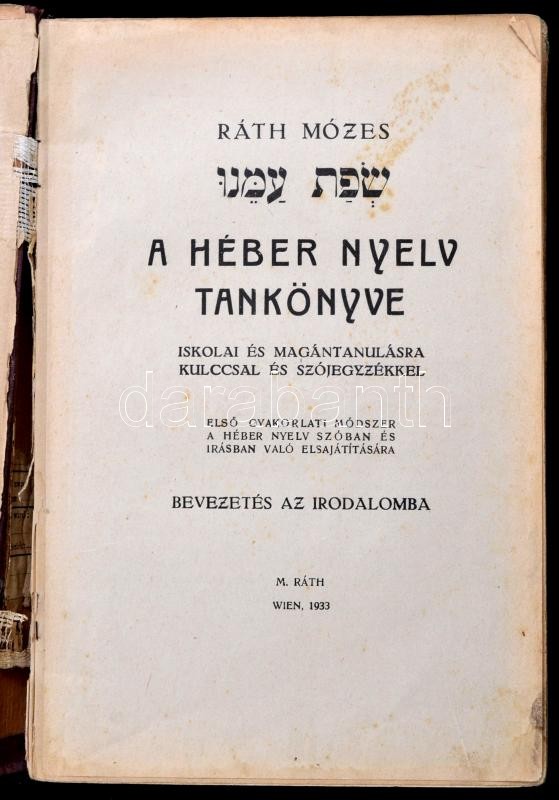 RÁTH MÓZES
שְׂפַת עַמֵּנוּ
A HÉBER NYELV
TANKÖNYVE
ISKOLAI ÉS MAGÁNTANULÁSRA
KULCCSAL ÉS SZÓJEGYZÉKKEL
darabanth
ELSŐ GYAKORLATI MÓDSZER
A HÉBER NYELV SZÓBAN ÉS
IRÁSBAN VALÓ ELSAJÁTÍTÁSÁRA
BEVEZETÉS AZ IRODALOMBA
M. RÁTH
WIEN, 1933